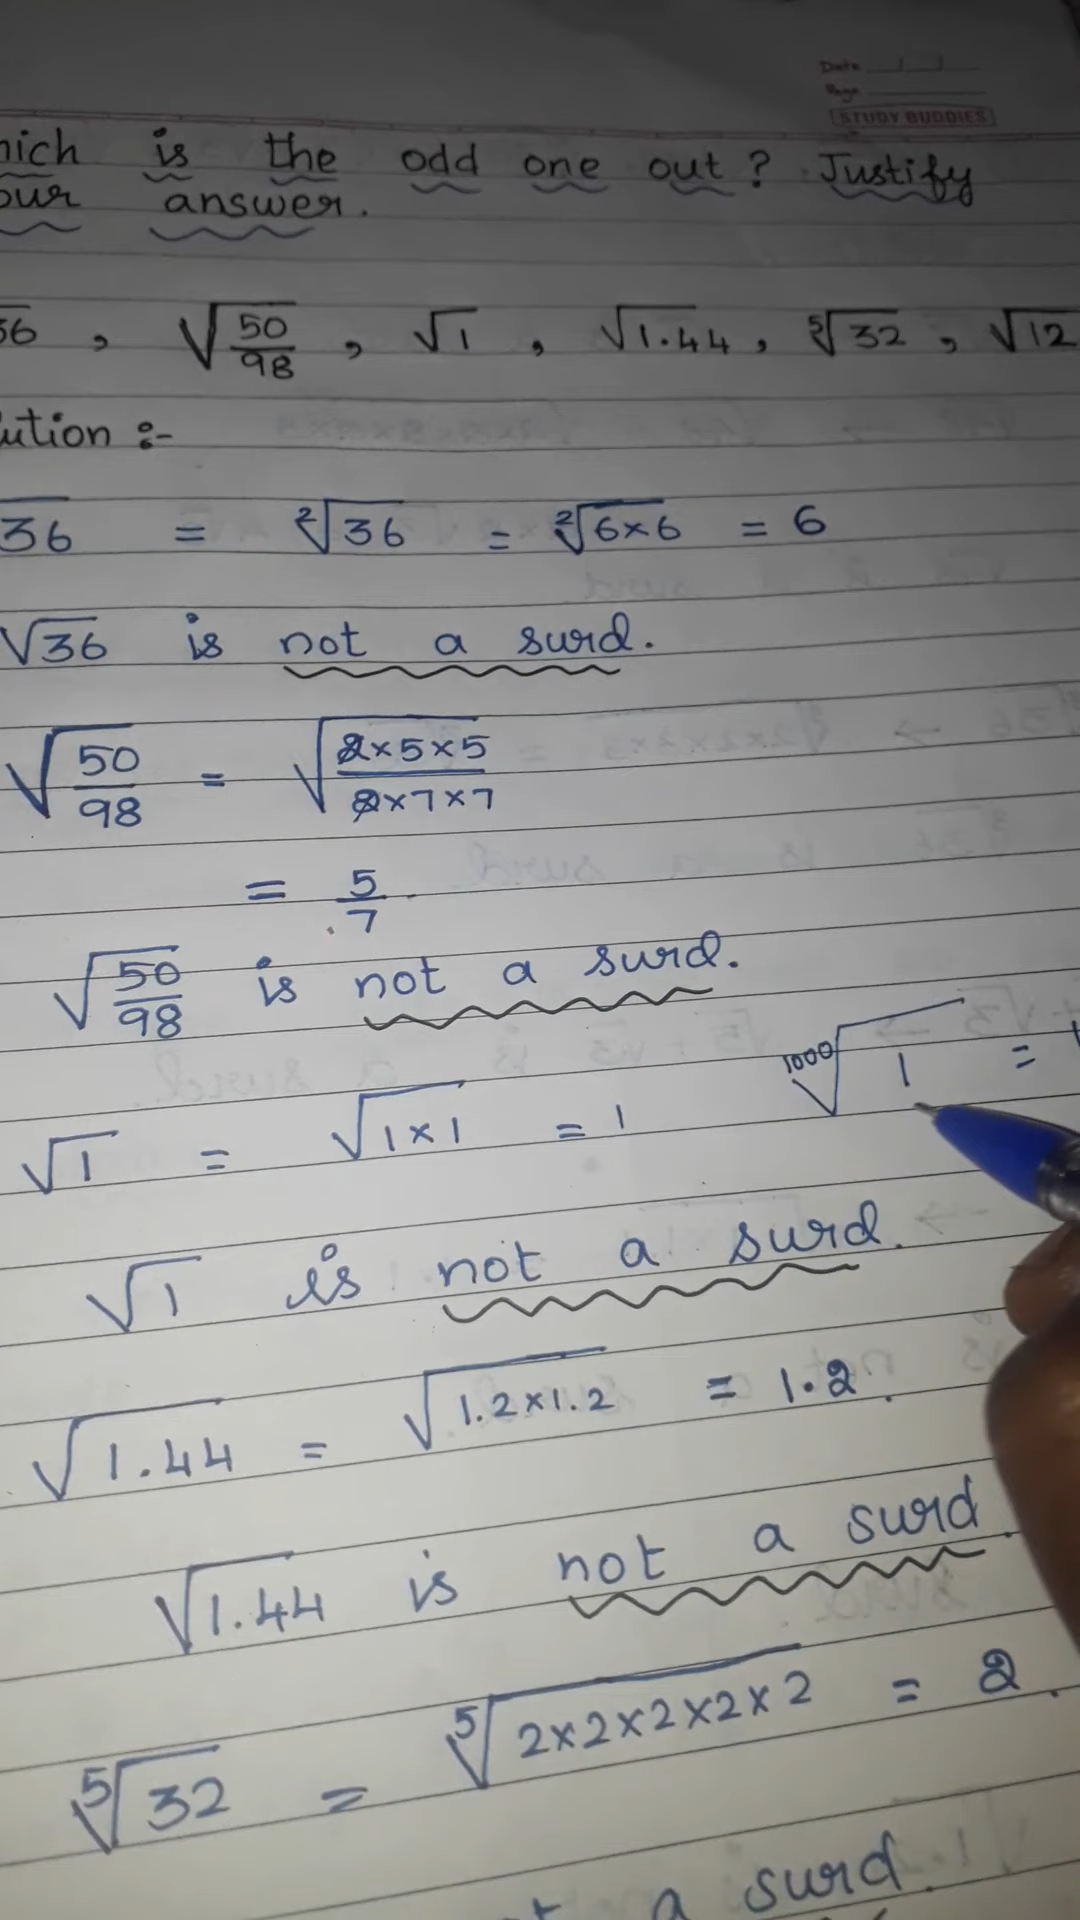 Date
Page
STUDY BUDDIES
hich is the odd one out? Justify
our answer.
36 , √(50/98) , √1 , √1.44 , ⁵√32 , √12
ution :-
36 = ²√36 = ²√(6×6) = 6
√36 is not a surd.
√(50/98) = √((2×5×5)/(2×7×7))
= 5/7
√(50/98) is not a surd.
√1 = √(1×1) = 1 ¹⁰⁰⁰√1 =
√1 is not a surd.
√1.44 = √(1.2×1.2) = 1.2
√1.44 is not a surd.
⁵√32 = ⁵√(2×2×2×2×2) = 2.
a surd.